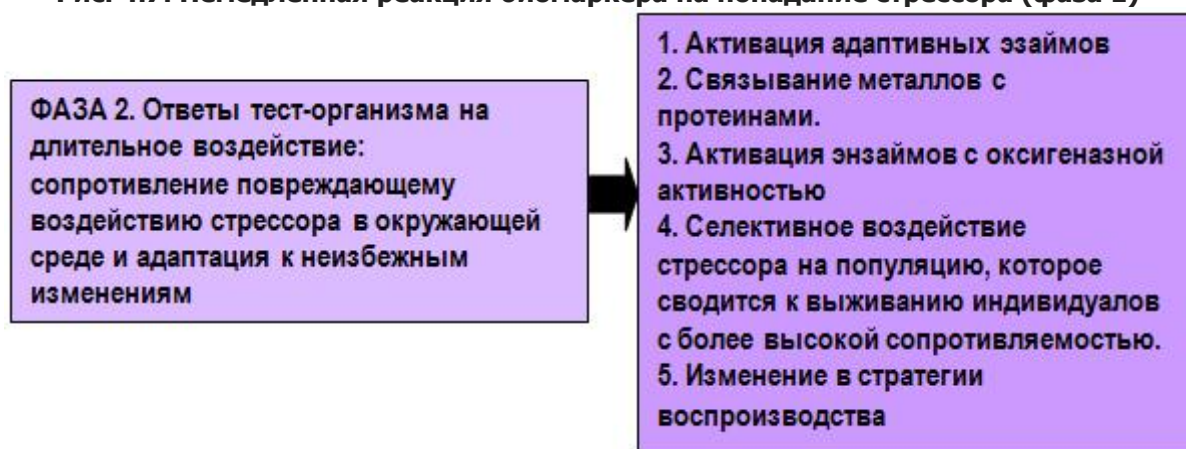 ФАЗА 2. Ответы тест-организма на
длительное воздействие:
сопротивление повреждающему
воздействию стрессора в окружающей
среде и адаптация к неизбежным
изменениям
1. Активация адаптивных эзаймов
2. Связывание металлов с
протеинами.
3. Активация энзаймов с оксигеназной
активностью
4. Селективное воздействие
стрессора на популяцию, которое
сводится к выживанию индивидуалов
с более высокой сопротивляемостью.
5. Изменение в стратегии
воспроизводства